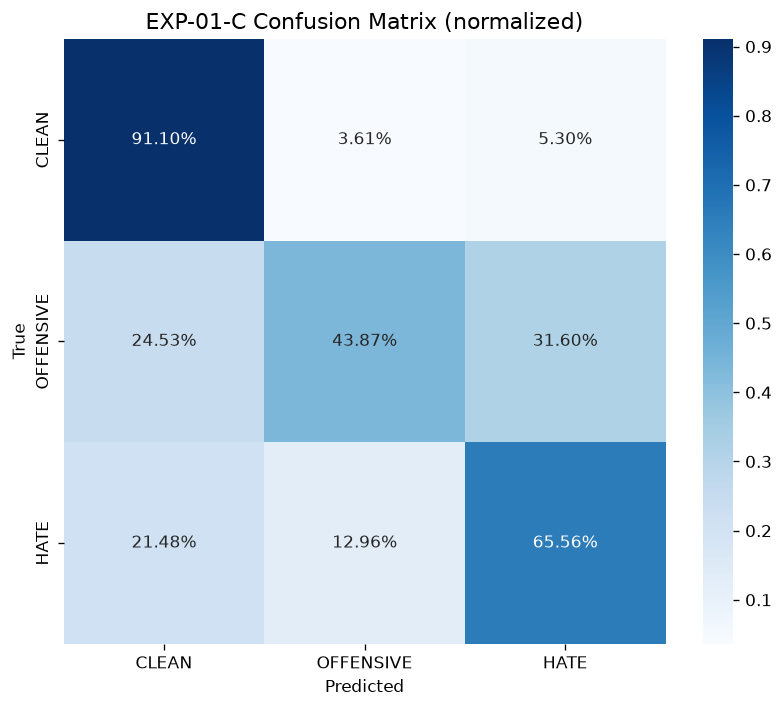 EXP-01-C Confusion Matrix (normalized)
CLEAN 91.10% 3.61% 5.30%
OFFENSIVE 24.53% 43.87% 31.60%
HATE 21.48% 12.96% 65.56%
True
CLEAN OFFENSIVE HATE
Predicted
0.9
0.8
0.7
0.6
0.5
0.4
0.3
0.2
0.1